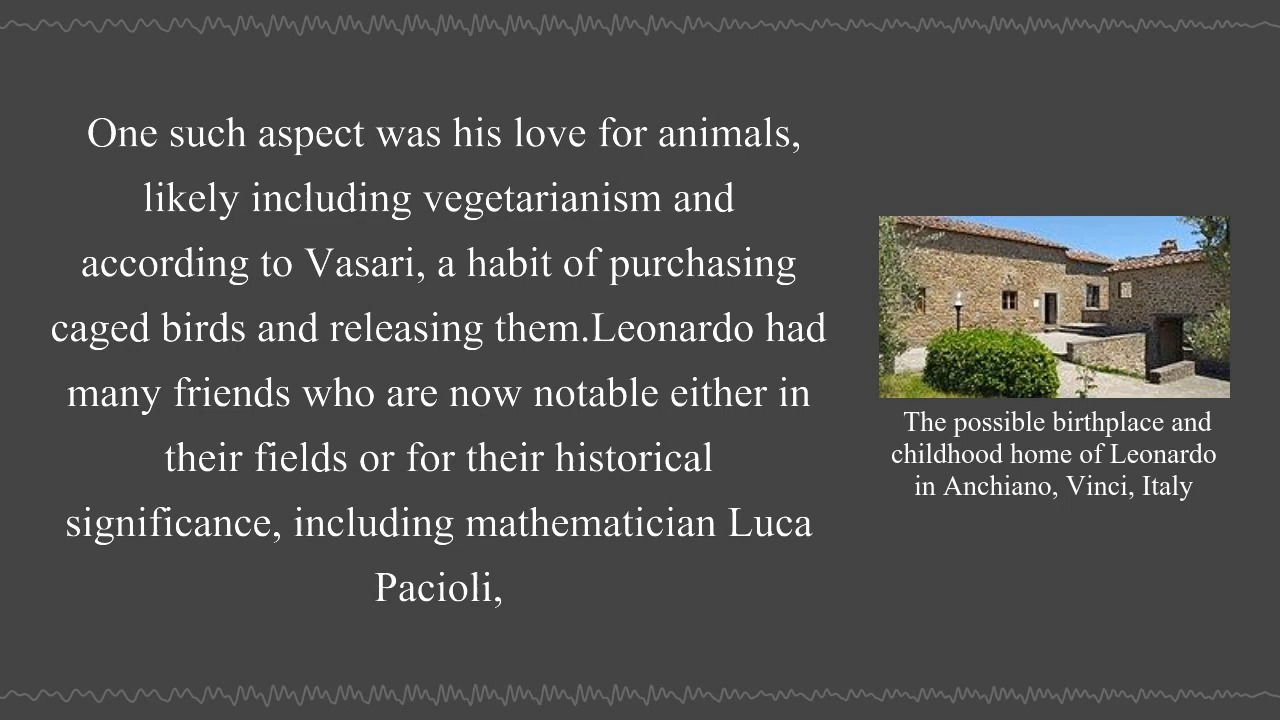 One such aspect was his love for animals,
likely including vegetarianism and
according to Vasari, a habit of purchasing
caged birds and releasing them.Leonardo had
many friends who are now notable either in
their fields or for their historical
significance, including mathematician Luca
Pacioli,
The possible birthplace and
childhood home of Leonardo
in Anchiano, Vinci, Italy